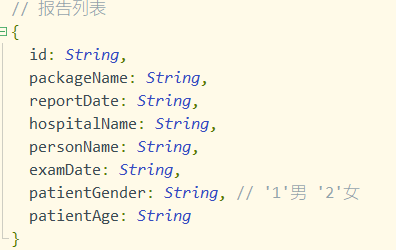 // 报告列表
{
  id: String,
  packageName: String,
  reportDate: String,
  hospitalName: String,
  personName: String,
  examDate: String,
  patientGender: String, // '1'男 '2'女
  patientAge: String
}